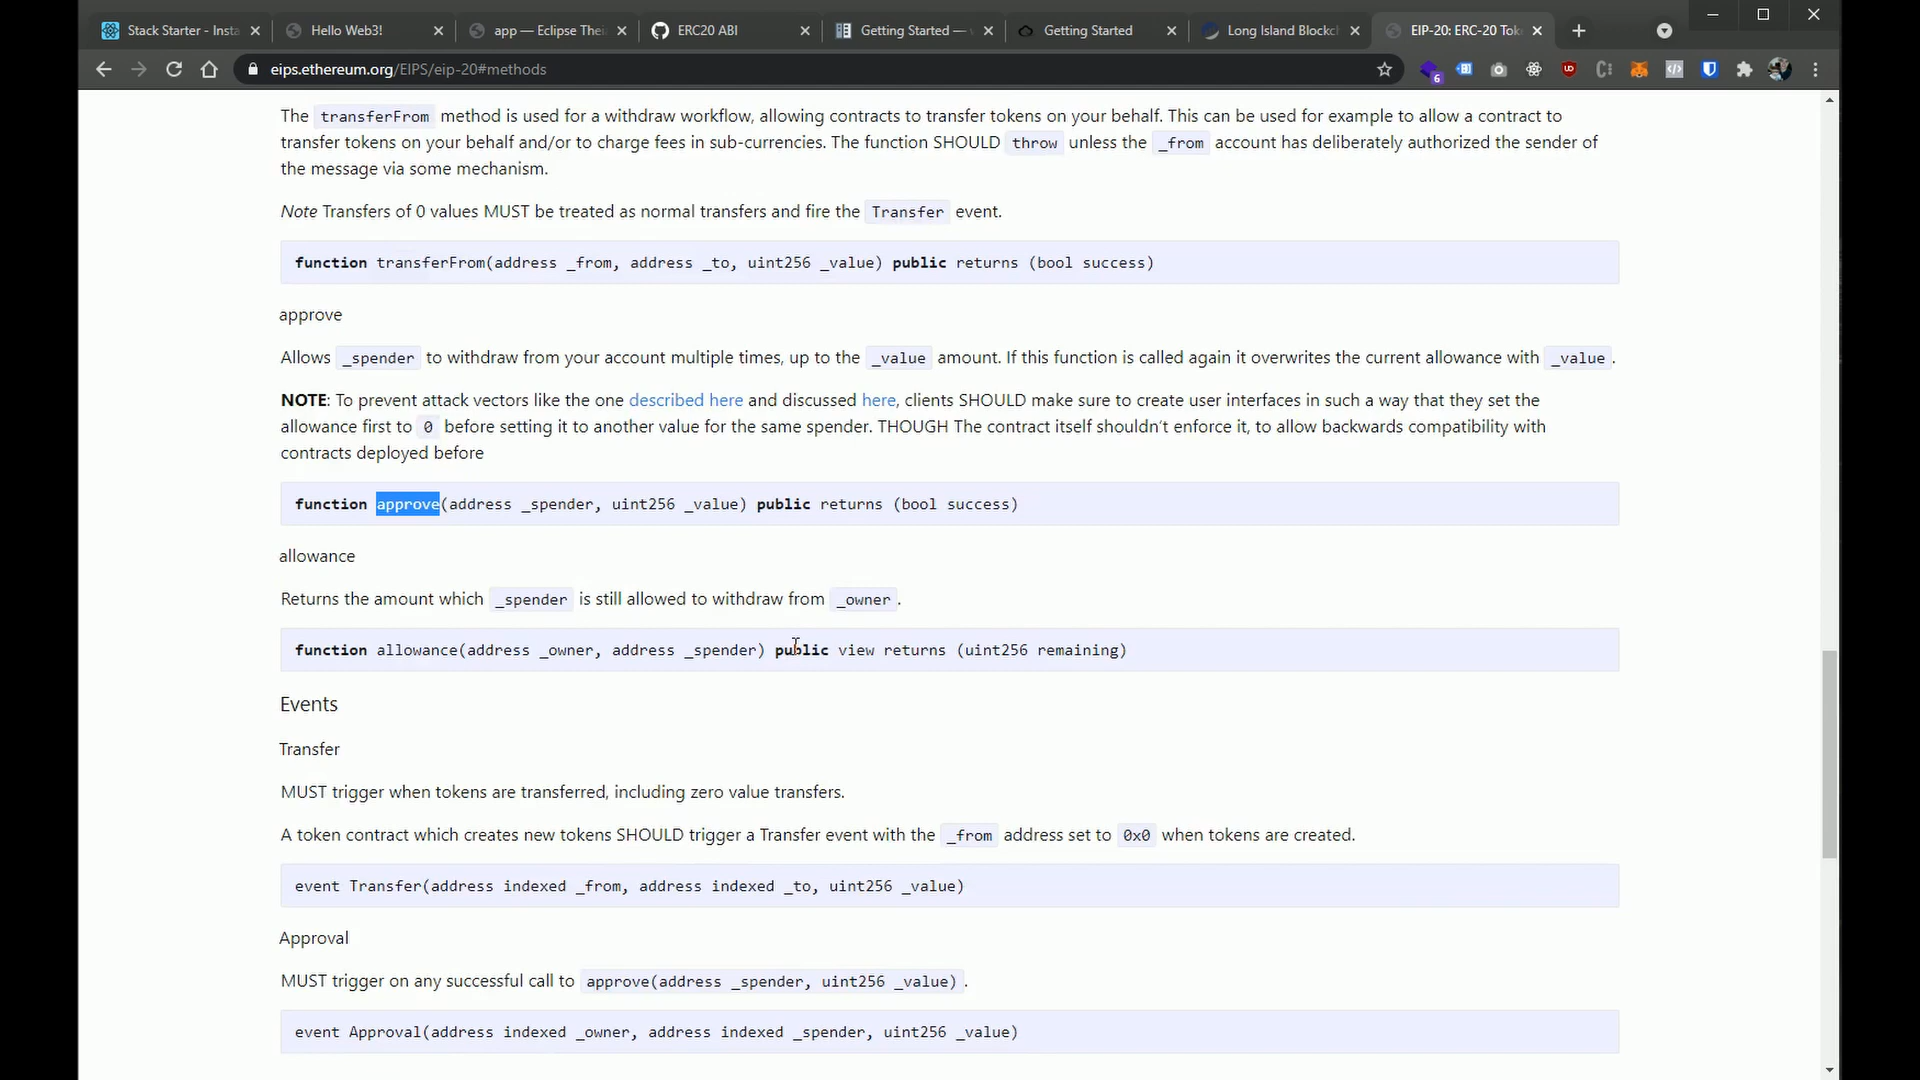 Stack Starter - Insta
Hello Web3!
app — Eclipse Thei
ERC20 ABI
Getting Started —
Getting Started
Long Island Blockch
EIP-20: ERC-20 Tok
eips.ethereum.org/EIPS/eip-20#methods
6
The transferFrom method is used for a withdraw workflow, allowing contracts to transfer tokens on your behalf. This can be used for example to allow a contract to
transfer tokens on your behalf and/or to charge fees in sub-currencies. The function SHOULD throw unless the _from account has deliberately authorized the sender of
the message via some mechanism.
Note Transfers of 0 values MUST be treated as normal transfers and fire the Transfer event.
function transferFrom(address _from, address _to, uint256 _value) public returns (bool success)
approve
Allows _spender to withdraw from your account multiple times, up to the _value amount. If this function is called again it overwrites the current allowance with _value.
NOTE: To prevent attack vectors like the one described here and discussed here, clients SHOULD make sure to create user interfaces in such a way that they set the
allowance first to 0 before setting it to another value for the same spender. THOUGH The contract itself shouldn't enforce it, to allow backwards compatibility with
contracts deployed before
function approve(address _spender, uint256 _value) public returns (bool success)
allowance
Returns the amount which _spender is still allowed to withdraw from _owner.
function allowance(address _owner, address _spender) public view returns (uint256 remaining)
Events
Transfer
MUST trigger when tokens are transferred, including zero value transfers.
A token contract which creates new tokens SHOULD trigger a Transfer event with the _from address set to 0x0 when tokens are created.
event Transfer(address indexed _from, address indexed _to, uint256 _value)
Approval
MUST trigger on any successful call to approve(address _spender, uint256 _value).
event Approval(address indexed _owner, address indexed _spender, uint256 _value)